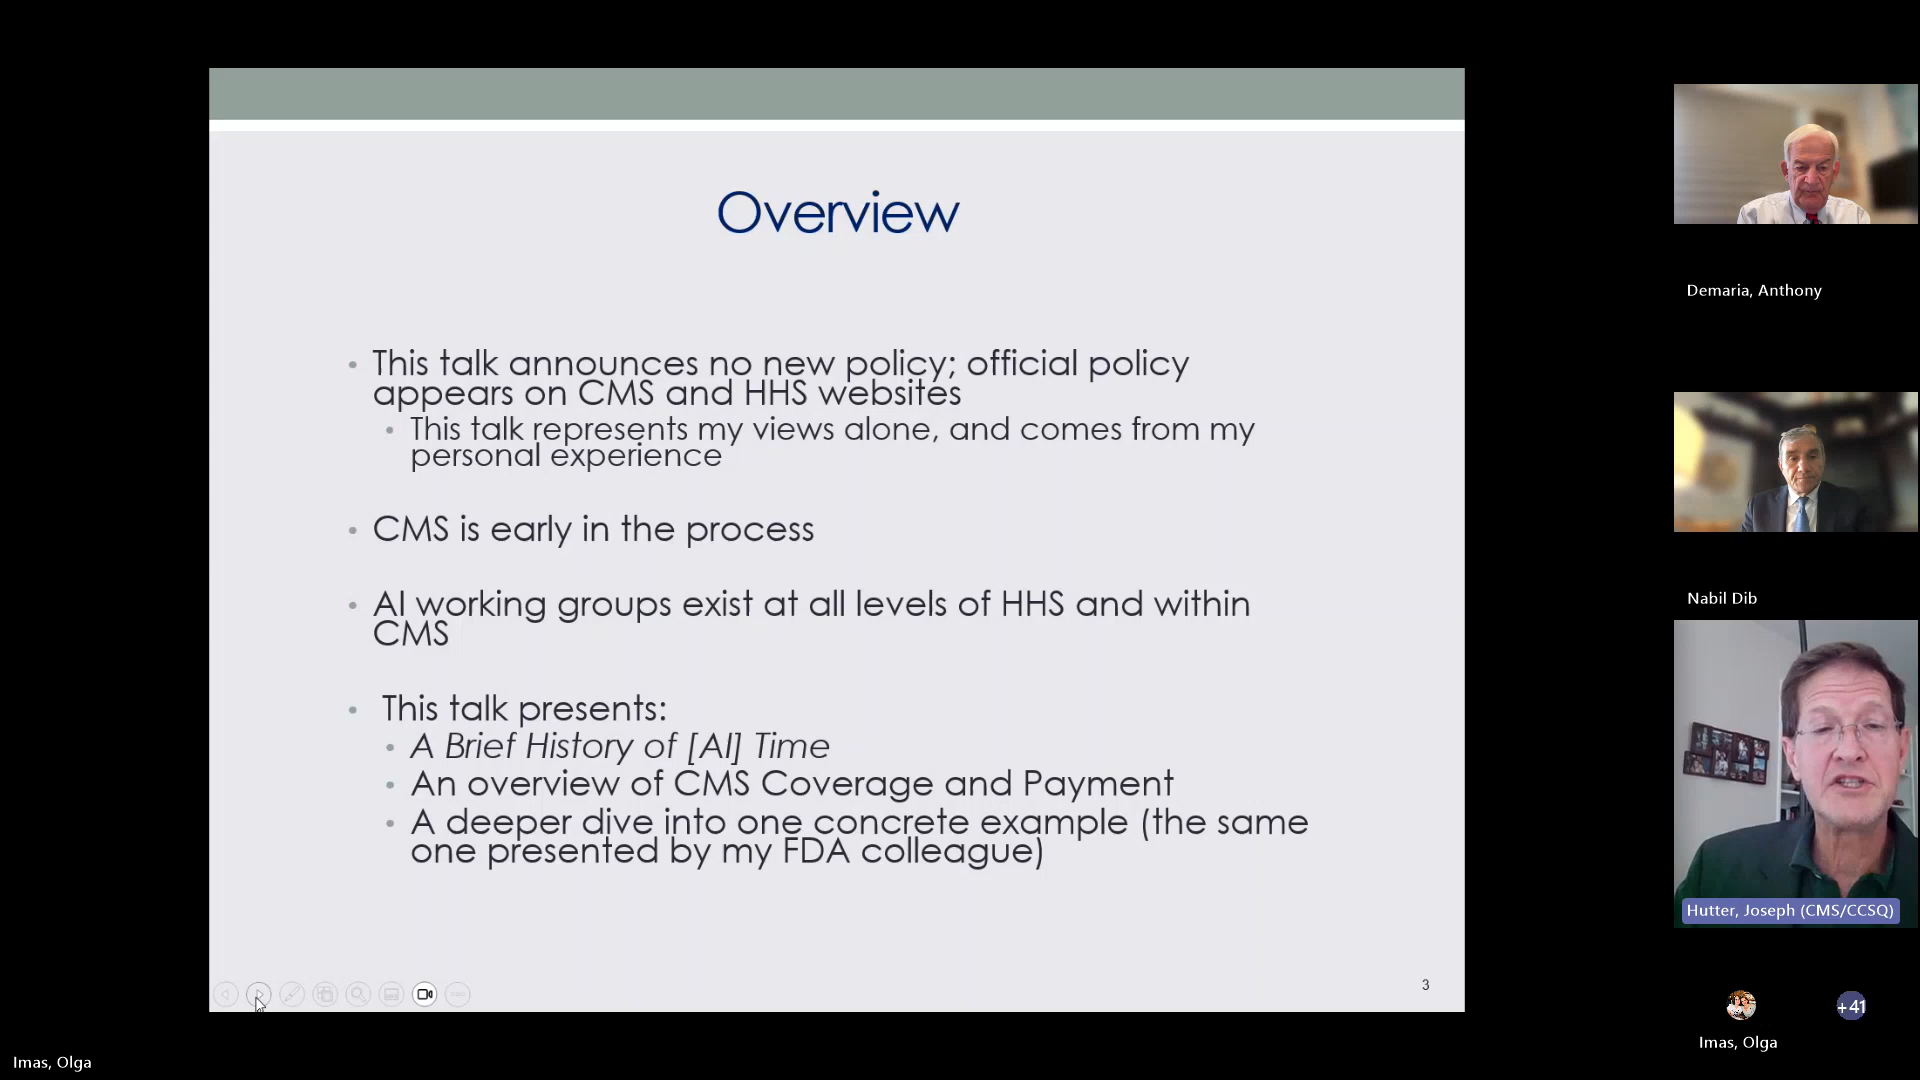 Overview
This talk announces no new policy; official policy
appears on CMS and HHS websites
This talk represents my views alone, and comes from my
personal experience
CMS is early in the process
AI working groups exist at all levels of HHS and within
CMS
This talk presents:
A Brief History of [AI] Time
An overview of CMS Coverage and Payment
A deeper dive into one concrete example (the same
one presented by my FDA colleague)
3
Demaria, Anthony
Nabil Dib
Hutter, Joseph (CMS/CCSQ)
+41
Imas, Olga
Imas, Olga